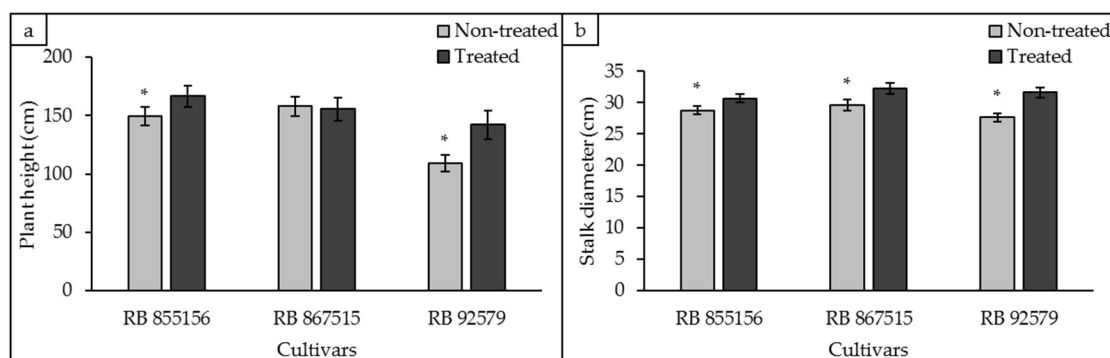 a
Non-treated
Treated
Plant height (cm)
200
150
100
50
0
*
*
RB 855156
RB 867515
RB 92579
Cultivars
b
Non-treated
Treated
Stalk diameter (cm)
35
30
25
20
15
10
5
0
*
*
*
RB 855156
RB 867515
RB 92579
Cultivars